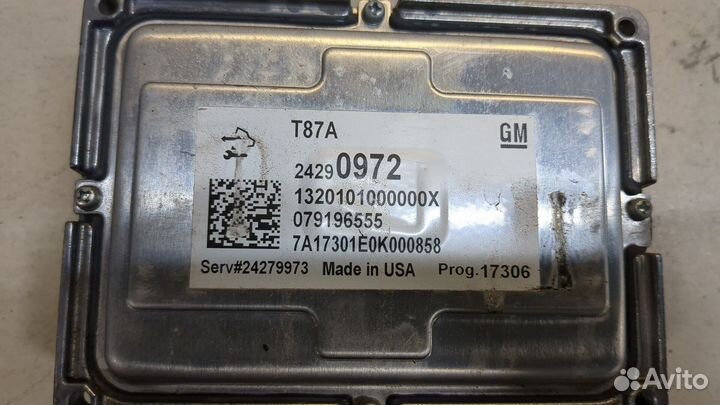 T87A GM
24290972
1320101000000X
079196555
7A17301E0K000858
Serv#24279973 Made in USA Prog.17306
Avito